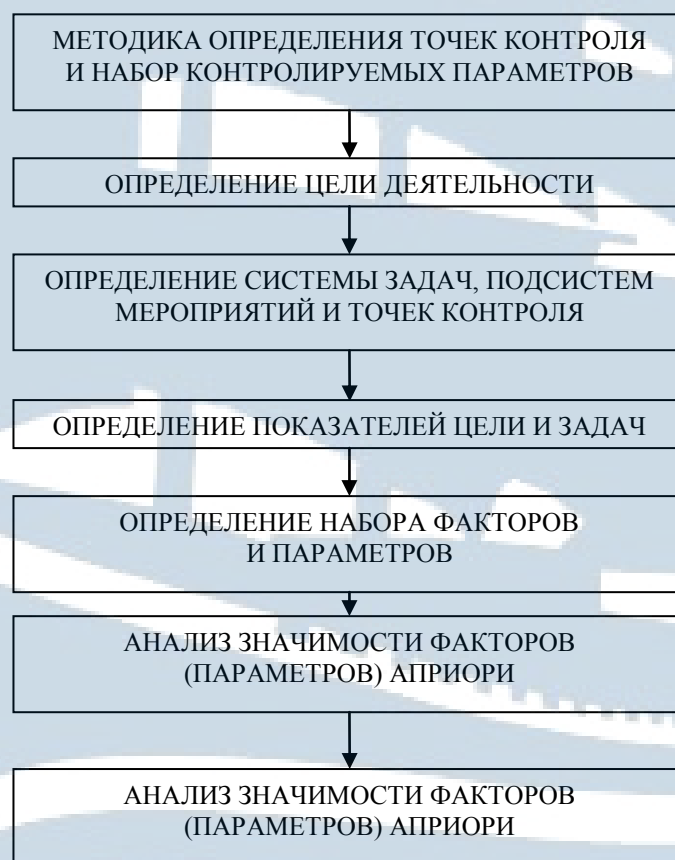 МЕТОДИКА ОПРЕДЕЛЕНИЯ ТОЧЕК КОНТРОЛЯ
И НАБОР КОНТРОЛИРУЕМЫХ ПАРАМЕТРОВ
ОПРЕДЕЛЕНИЕ ЦЕЛИ ДЕЯТЕЛЬНОСТИ
ОПРЕДЕЛЕНИЕ СИСТЕМЫ ЗАДАЧ, ПОДСИСТЕМ
МЕРОПРИЯТИЙ И ТОЧЕК КОНТРОЛЯ
ОПРЕДЕЛЕНИЕ ПОКАЗАТЕЛЕЙ ЦЕЛИ И ЗАДАЧ
ОПРЕДЕЛЕНИЕ НАБОРА ФАКТОРОВ
И ПАРАМЕТРОВ
АНАЛИЗ ЗНАЧИМОСТИ ФАКТОРОВ
(ПАРАМЕТРОВ) АПРИОРИ
АНАЛИЗ ЗНАЧИМОСТИ ФАКТОРОВ
(ПАРАМЕТРОВ) АПРИОРИ